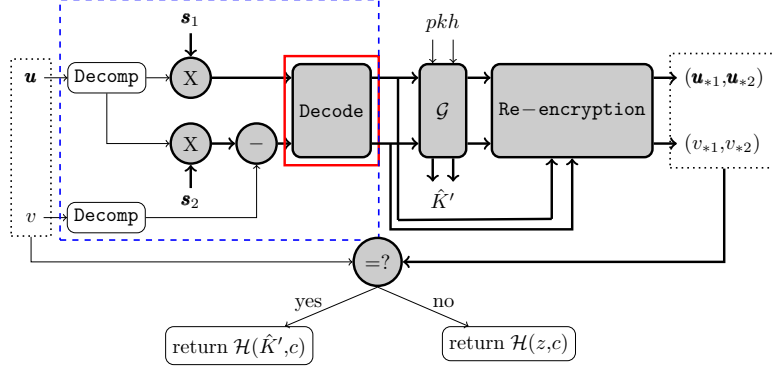 s₁
pkh
u
Decomp
X
Decode
𝒢
Re−encryption
(u*₁,u*₂)
X
−
(v*₁,v*₂)
s₂
K̂′
v
Decomp
=?
yes
no
return ℋ(K̂′,c)
return ℋ(z,c)